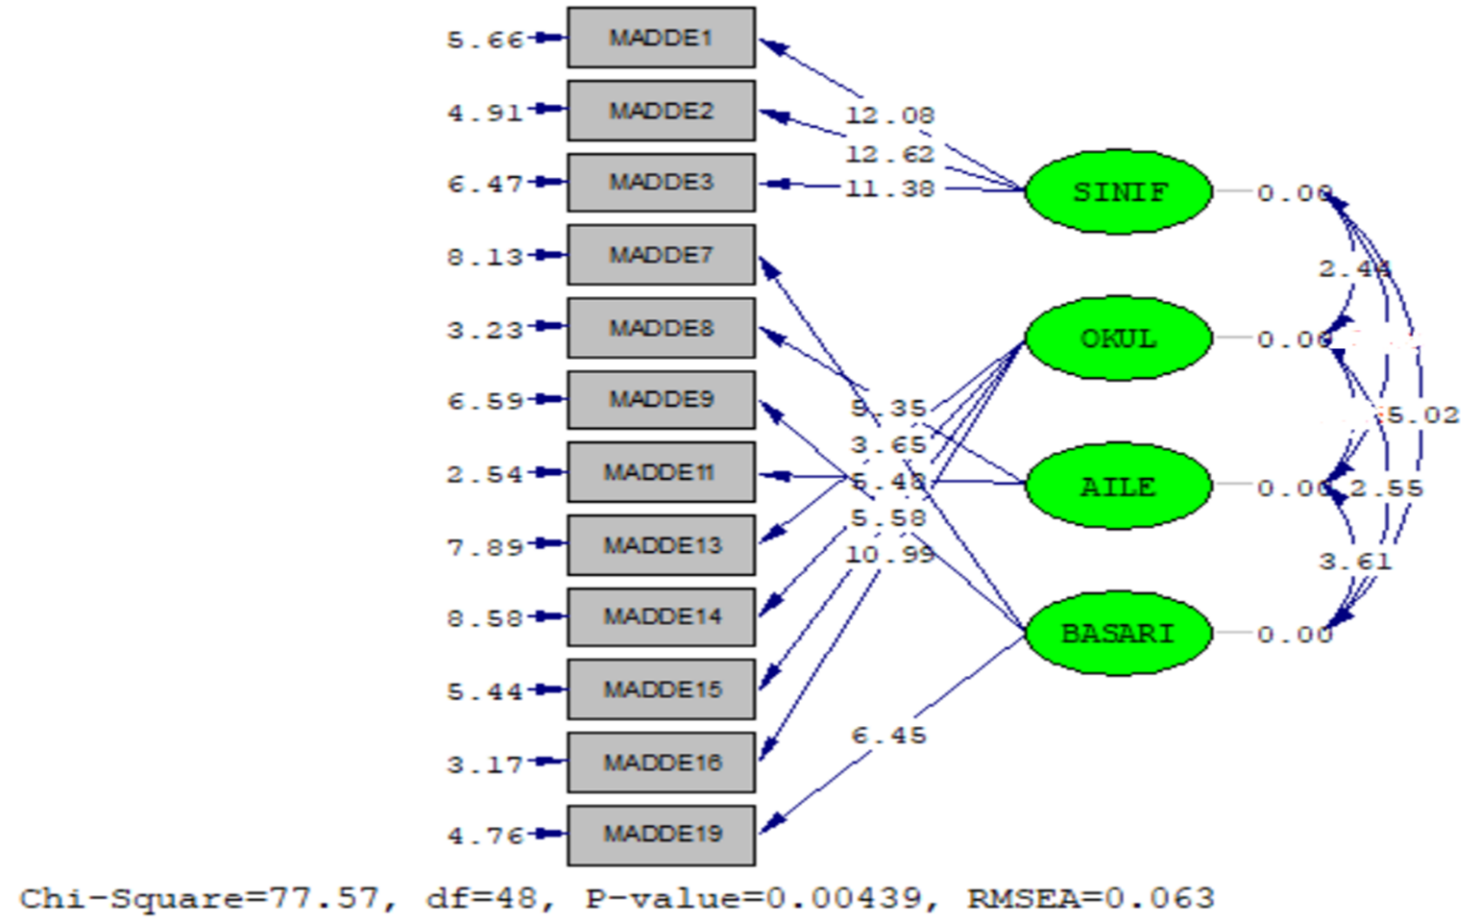 5.66 MADDE1
12.08
4.91 MADDE2
12.62
6.47 MADDE3 11.38 SINIF 0.00
8.13 MADDE7
2.44
3.23 MADDE8 OKUL 0.00
6.59 MADDE9
5.02
3.65
2.54 MADDE11 5.48 AILE 0.00 2.55
5.58
7.89 MADDE13
10.99
3.61
8.58 MADDE14 BASARI 0.00
5.44 MADDE15
6.45
3.17 MADDE16
4.76 MADDE19
Chi-Square=77.57, df=48, P-value=0.00439, RMSEA=0.063